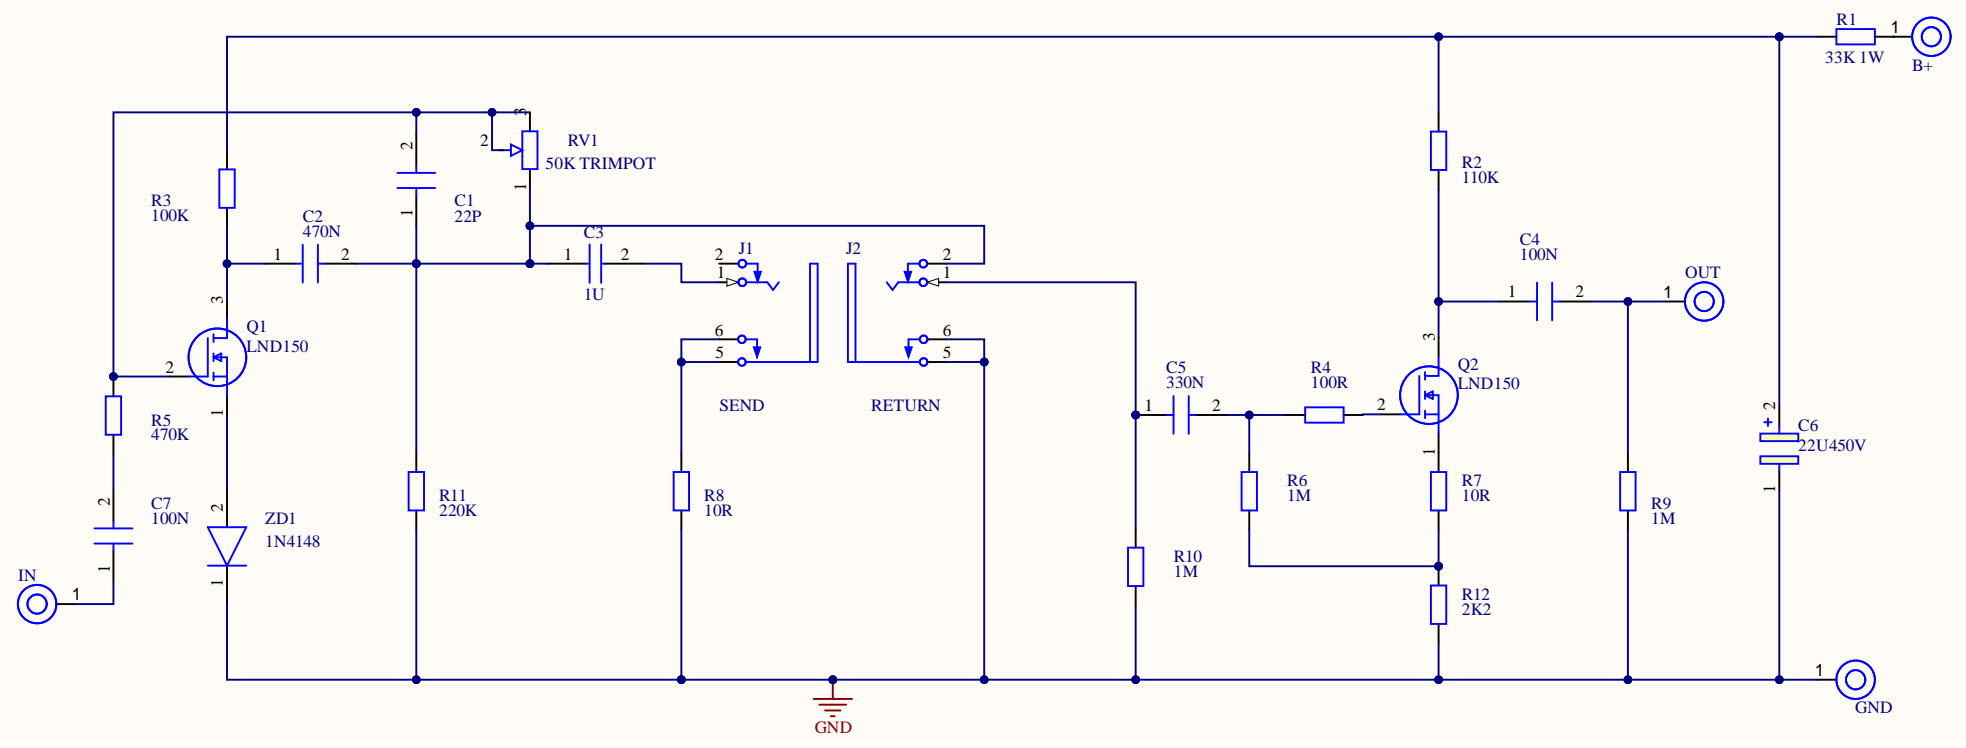 R1
1
33K 1W
B+
3
2
RV1
50K TRIMPOT
1
2
C1
22P
1
R3
100K
C2
470N
1
2
C3
1
2
1U
J1
2
1
6
5
SEND
J2
2
1
6
5
RETURN
R2
110K
C4
100N
1
2
OUT
1
3
Q1
LND150
2
1
R5
470K
2
C7
100N
1
IN
1
2
ZD1
1N4148
1
R11
220K
R8
10R
C5
330N
1
2
R4
100R
3
Q2
LND150
2
1
R6
1M
R7
10R
R10
1M
R12
2K2
R9
1M
2
+
C6
22U450V
1
1
GND
GND